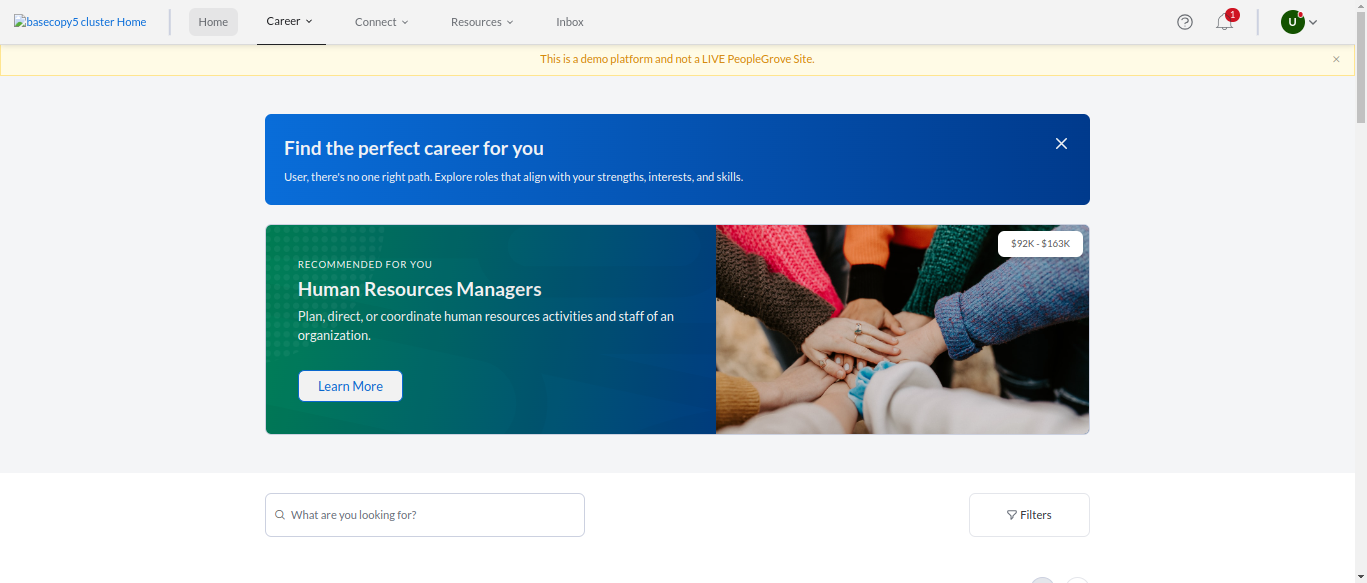 basecopy5 cluster Home
Home
Career
Connect
Resources
Inbox
1
U
This is a demo platform and not a LIVE PeopleGrove Site.
Find the perfect career for you
User, there's no one right path. Explore roles that align with your strengths, interests, and skills.
$92K - $163K
RECOMMENDED FOR YOU
Human Resources Managers
Plan, direct, or coordinate human resources activities and staff of an
organization.
Learn More
What are you looking for?
Filters